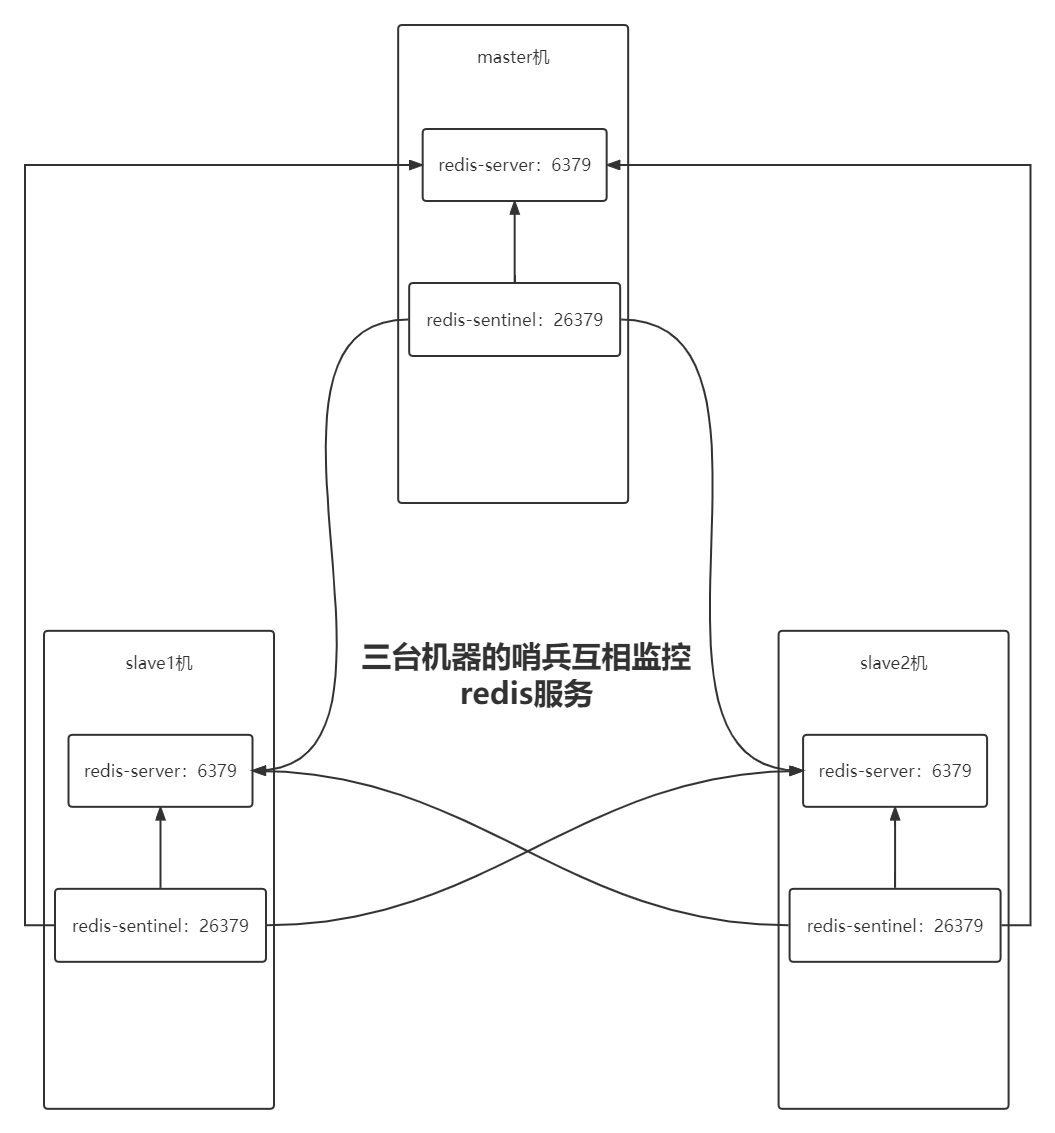 master机
redis-server：6379
redis-sentinel：26379
三台机器的哨兵互相监控
redis服务
slave1机
redis-server：6379
redis-sentinel：26379
slave2机
redis-server：6379
redis-sentinel：26379